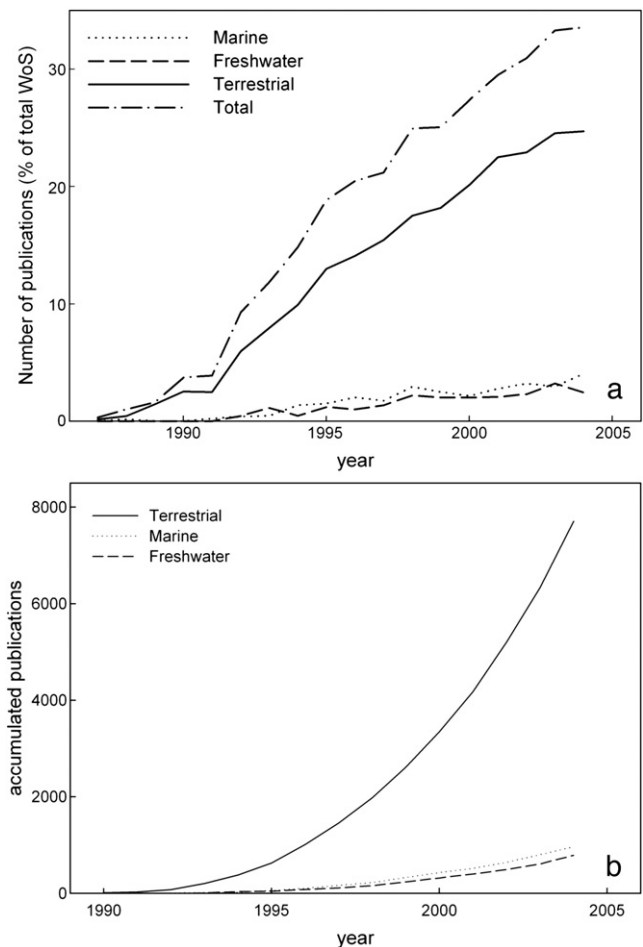 Number of publications (% of total WoS)
30
20
10
0
Marine
Freshwater
Terrestrial
Total
a
1990
1995
2000
2005
year
accumulated publications
8000
6000
4000
2000
0
Terrestrial
Marine
Freshwater
b
1990
1995
2000
2005
year